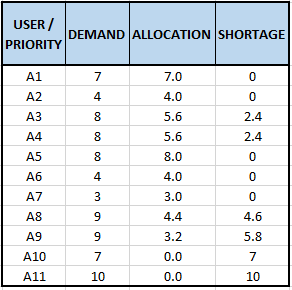 USER / PRIORITY DEMAND ALLOCATION SHORTAGE
A1 7 7.0 0
A2 4 4.0 0
A3 8 5.6 2.4
A4 8 5.6 2.4
A5 8 8.0 0
A6 4 4.0 0
A7 3 3.0 0
A8 9 4.4 4.6
A9 9 3.2 5.8
A10 7 0.0 7
A11 10 0.0 10